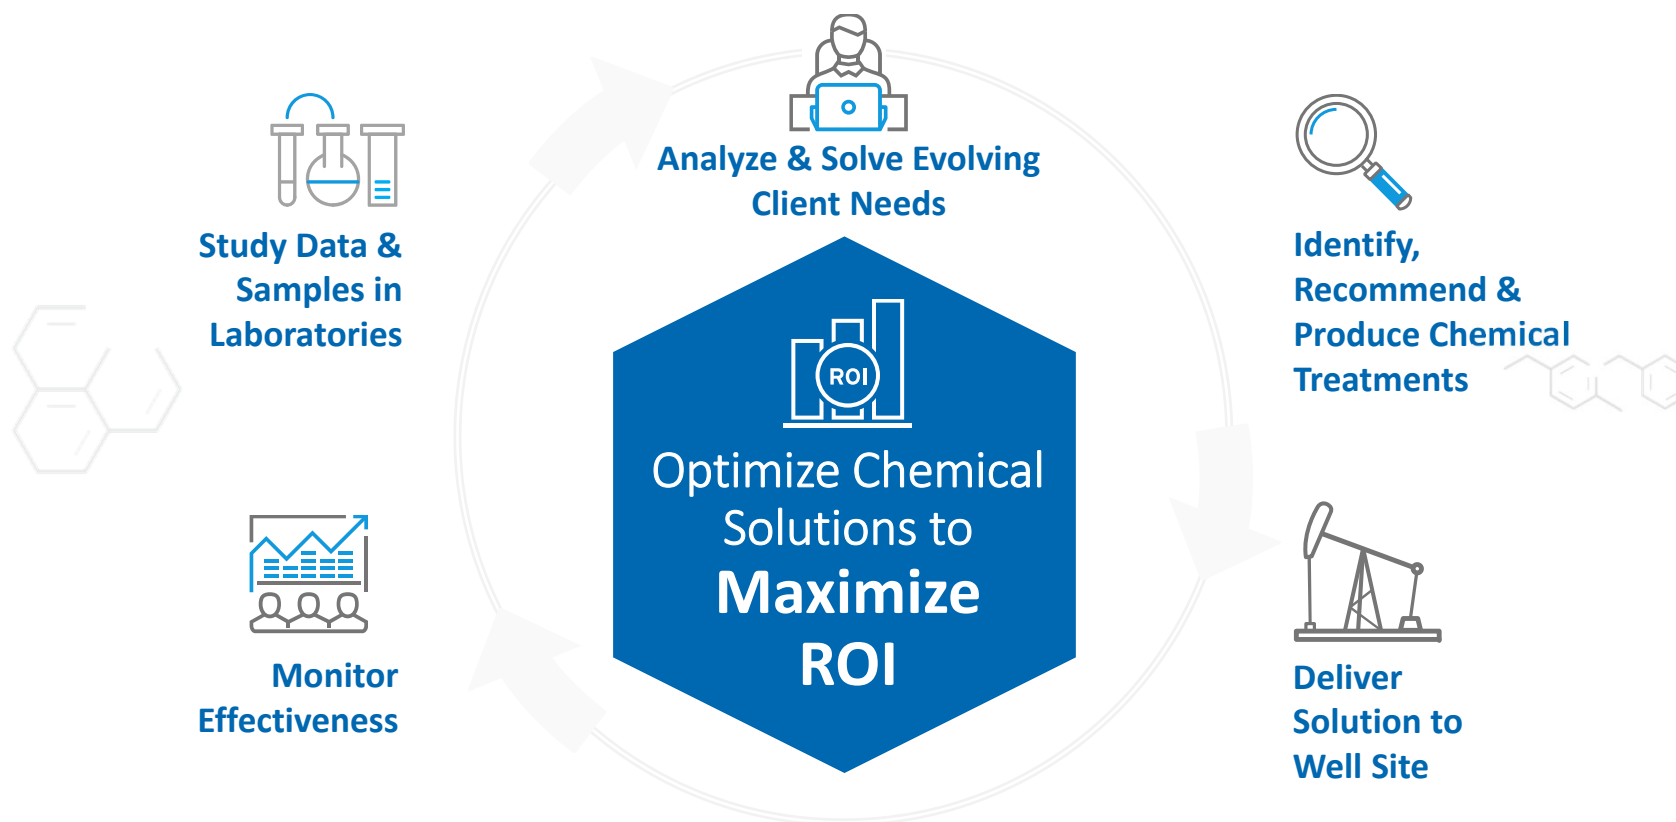 Analyze & Solve Evolving
Client Needs
Study Data &
Samples in
Laboratories
Identify,
Recommend &
Produce Chemical
Treatments
ROI
Optimize Chemical
Solutions to
Maximize
ROI
Monitor
Effectiveness
Deliver
Solution to
Well Site